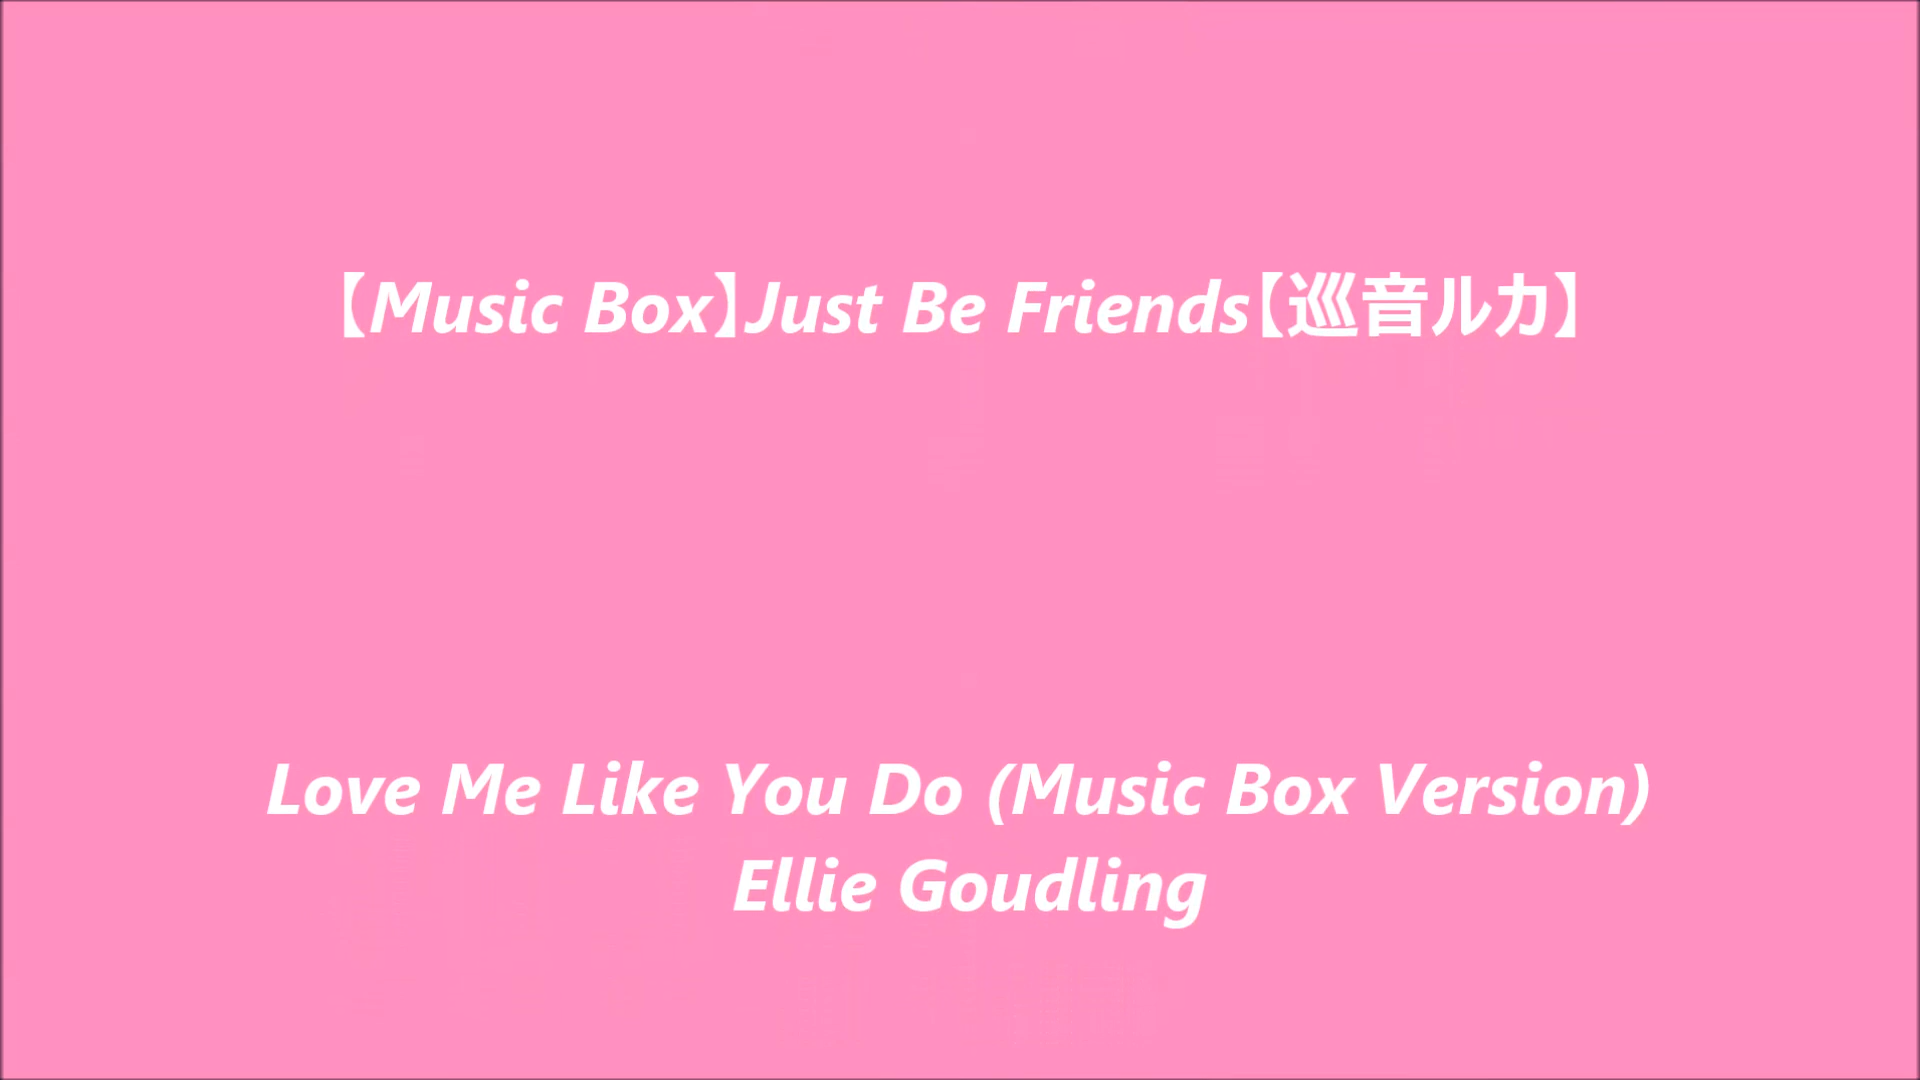 【Music Box】Just Be Friends【巡音ルカ】
Love Me Like You Do (Music Box Version)
Ellie Goudling